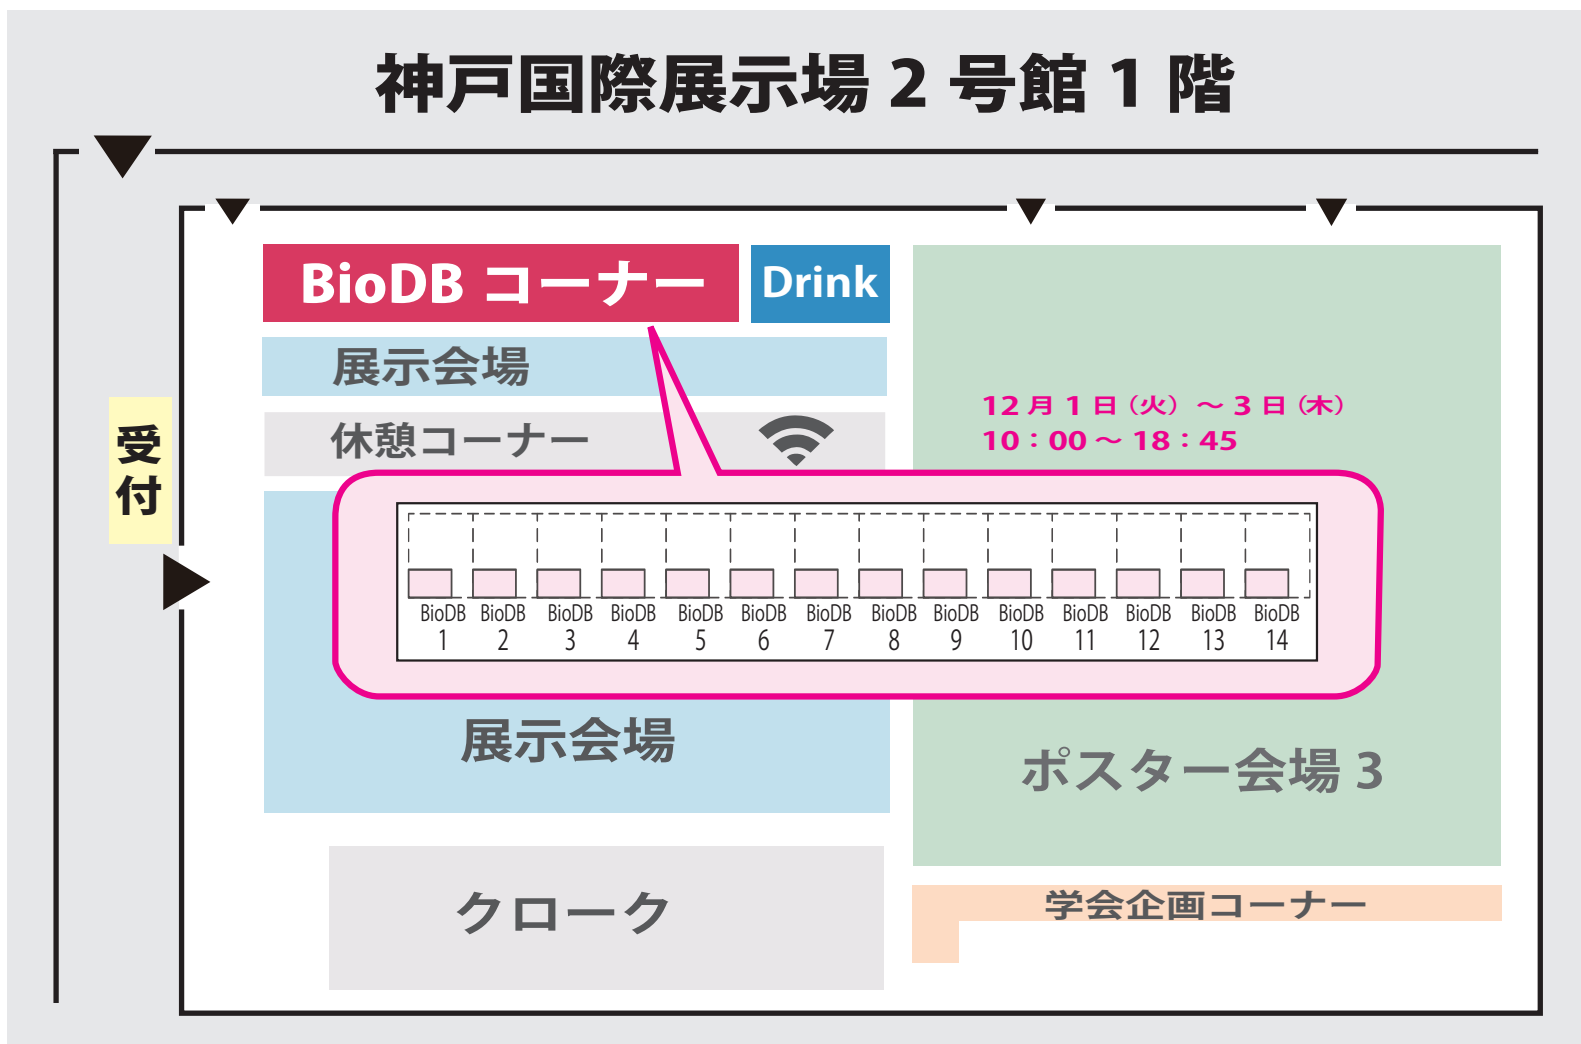 神戸国際展示場 2 号館 1 階
BioDB コーナー
Drink
展示会場
休憩コーナー
12 月 1 日（火）～ 3 日（木）
10：00～18：45
受付
BioDB 1
BioDB 2
BioDB 3
BioDB 4
BioDB 5
BioDB 6
BioDB 7
BioDB 8
BioDB 9
BioDB 10
BioDB 11
BioDB 12
BioDB 13
BioDB 14
展示会場
ポスター会場 3
クローク
学会企画コーナー